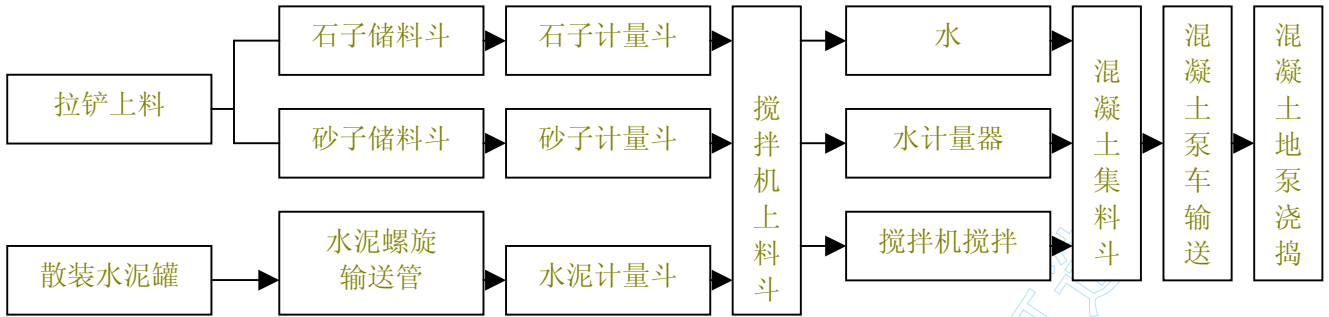 拉铲上料
散装水泥罐
石子储料斗
砂子储料斗
水泥螺旋
输送管
石子计量斗
砂子计量斗
水泥计量斗
搅拌机上料斗
水
水计量器
搅拌机搅拌
混凝土集料斗
混凝土泵车输送
混凝土地泵浇捣